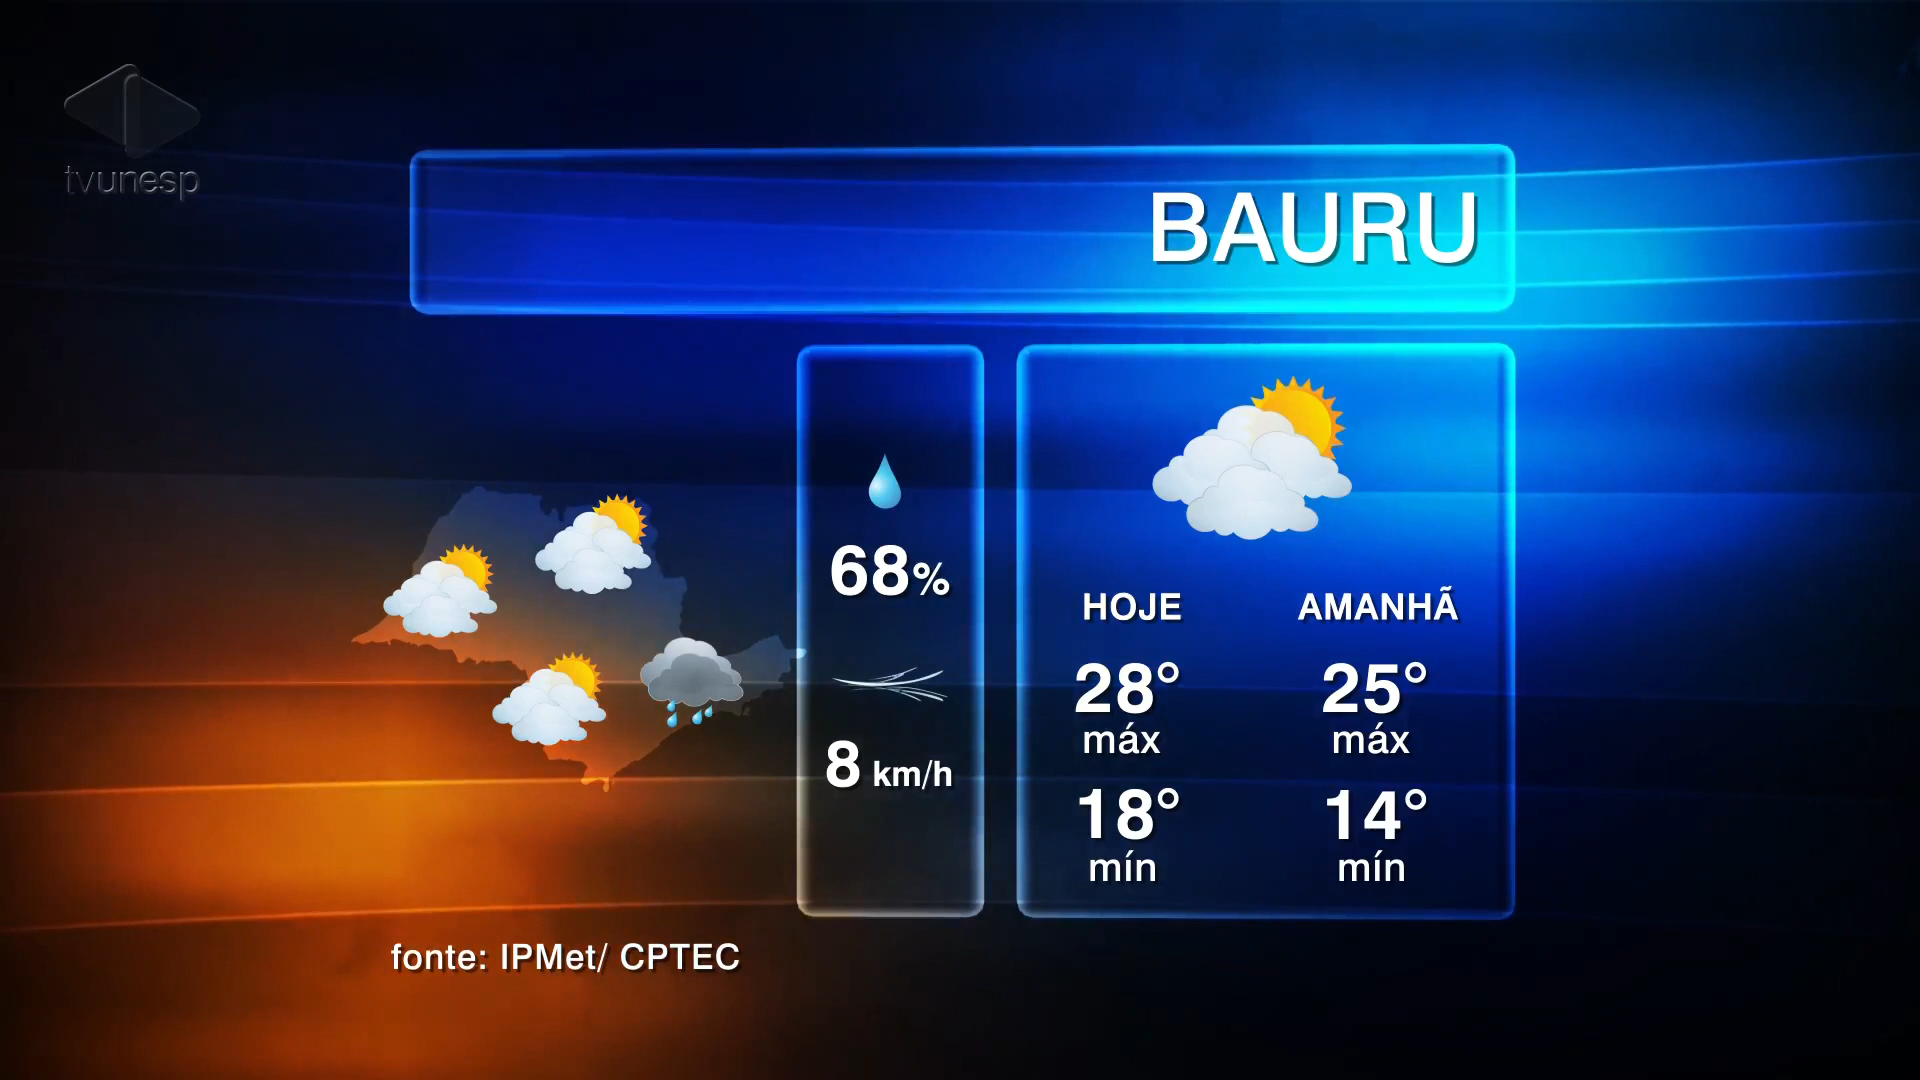 tvunesp
BAURU
68%
8 km/h
HOJE AMANHÃ
28° 25°
máx máx
18° 14°
mín mín
fonte: IPMet/ CPTEC